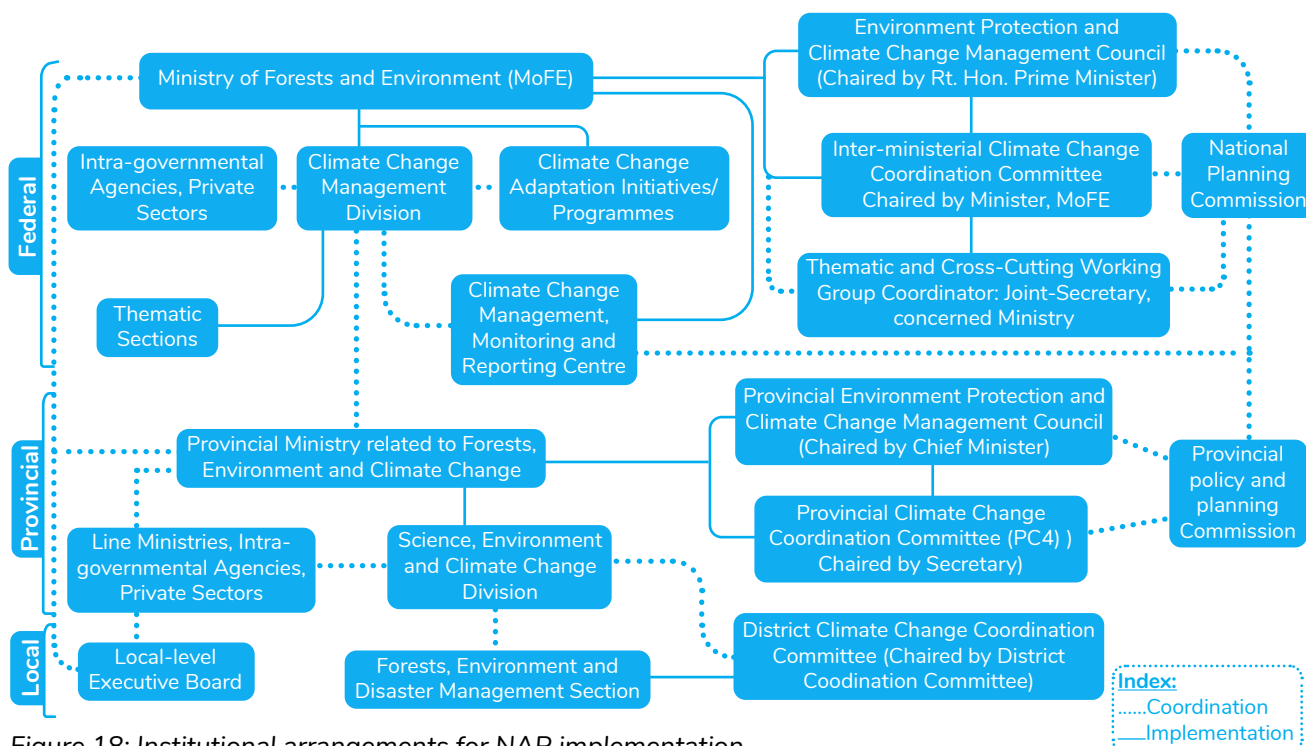 Federal
Ministry of Forests and Environment (MoFE)
Environment Protection and
Climate Change Management Council
(Chaired by Rt. Hon. Prime Minister)
Intra-governmental
Agencies, Private
Sectors
Climate Change
Management
Division
Climate Change
Adaptation Initiatives/
Programmes
Inter-ministerial Climate Change
Coordination Committee
Chaired by Minister, MoFE
National
Planning
Commission
Thematic
Sections
Climate Change
Management,
Monitoring and
Reporting Centre
Thematic and Cross-Cutting Working
Group Coordinator: Joint-Secretary,
concerned Ministry
Provincial
Provincial Ministry related to Forests,
Environment and Climate Change
Provincial Environment Protection and
Climate Change Management Council
(Chaired by Chief Minister)
Provincial
policy and
planning
Commission
Line Ministries, Intra-
governmental Agencies,
Private Sectors
Science, Environment
and Climate Change
Division
Provincial Climate Change
Coordination Committee (PC4) )
Chaired by Secretary)
Local
Local-level
Executive Board
Forests, Environment and
Disaster Management Section
District Climate Change Coordination
Committee (Chaired by District
Coodination Committee)
Index:
......Coordination
___Implementation
Figure 18: Institutional arrangements for NAP implementation